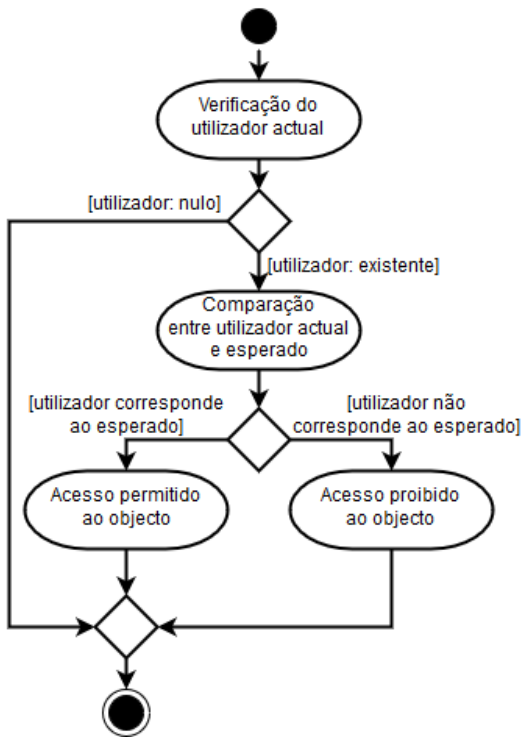 Verificação do
utilizador actual
[utilizador: nulo]
[utilizador: existente]
Comparação
entre utilizador actual
e esperado
[utilizador corresponde
ao esperado]
[utilizador não
corresponde ao esperado]
Acesso permitido
ao objecto
Acesso proibido
ao objecto